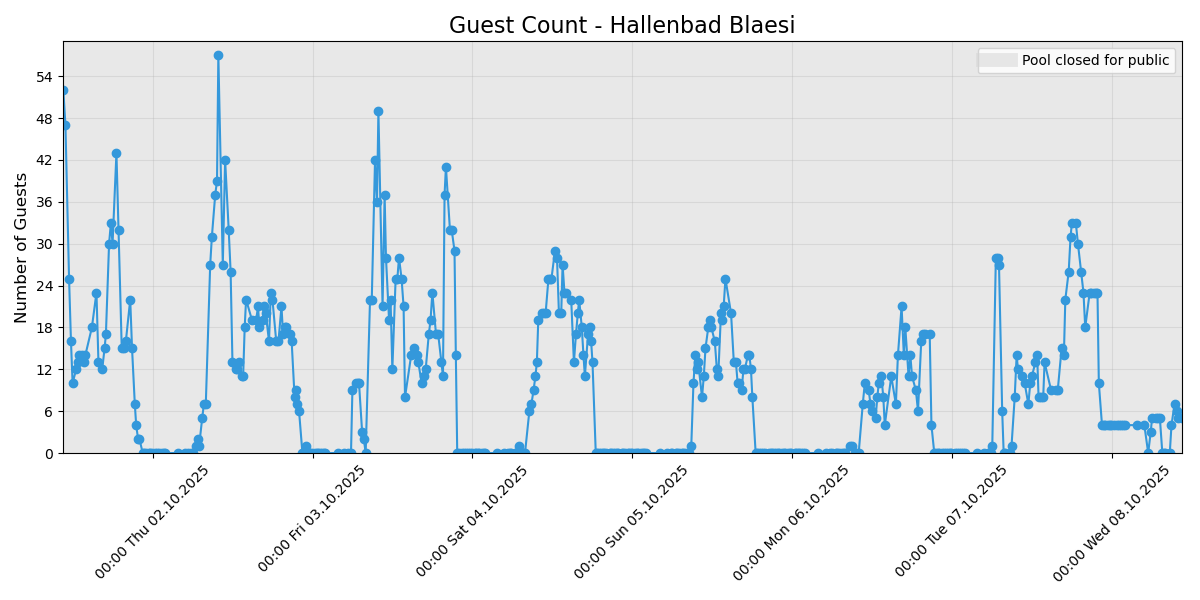 Guest Count - Hallenbad Blaesi
Pool closed for public
Number of Guests
54
48
42
36
30
24
18
12
6
0
00:00 Thu 02.10.2025
00:00 Fri 03.10.2025
00:00 Sat 04.10.2025
00:00 Sun 05.10.2025
00:00 Mon 06.10.2025
00:00 Tue 07.10.2025
00:00 Wed 08.10.2025